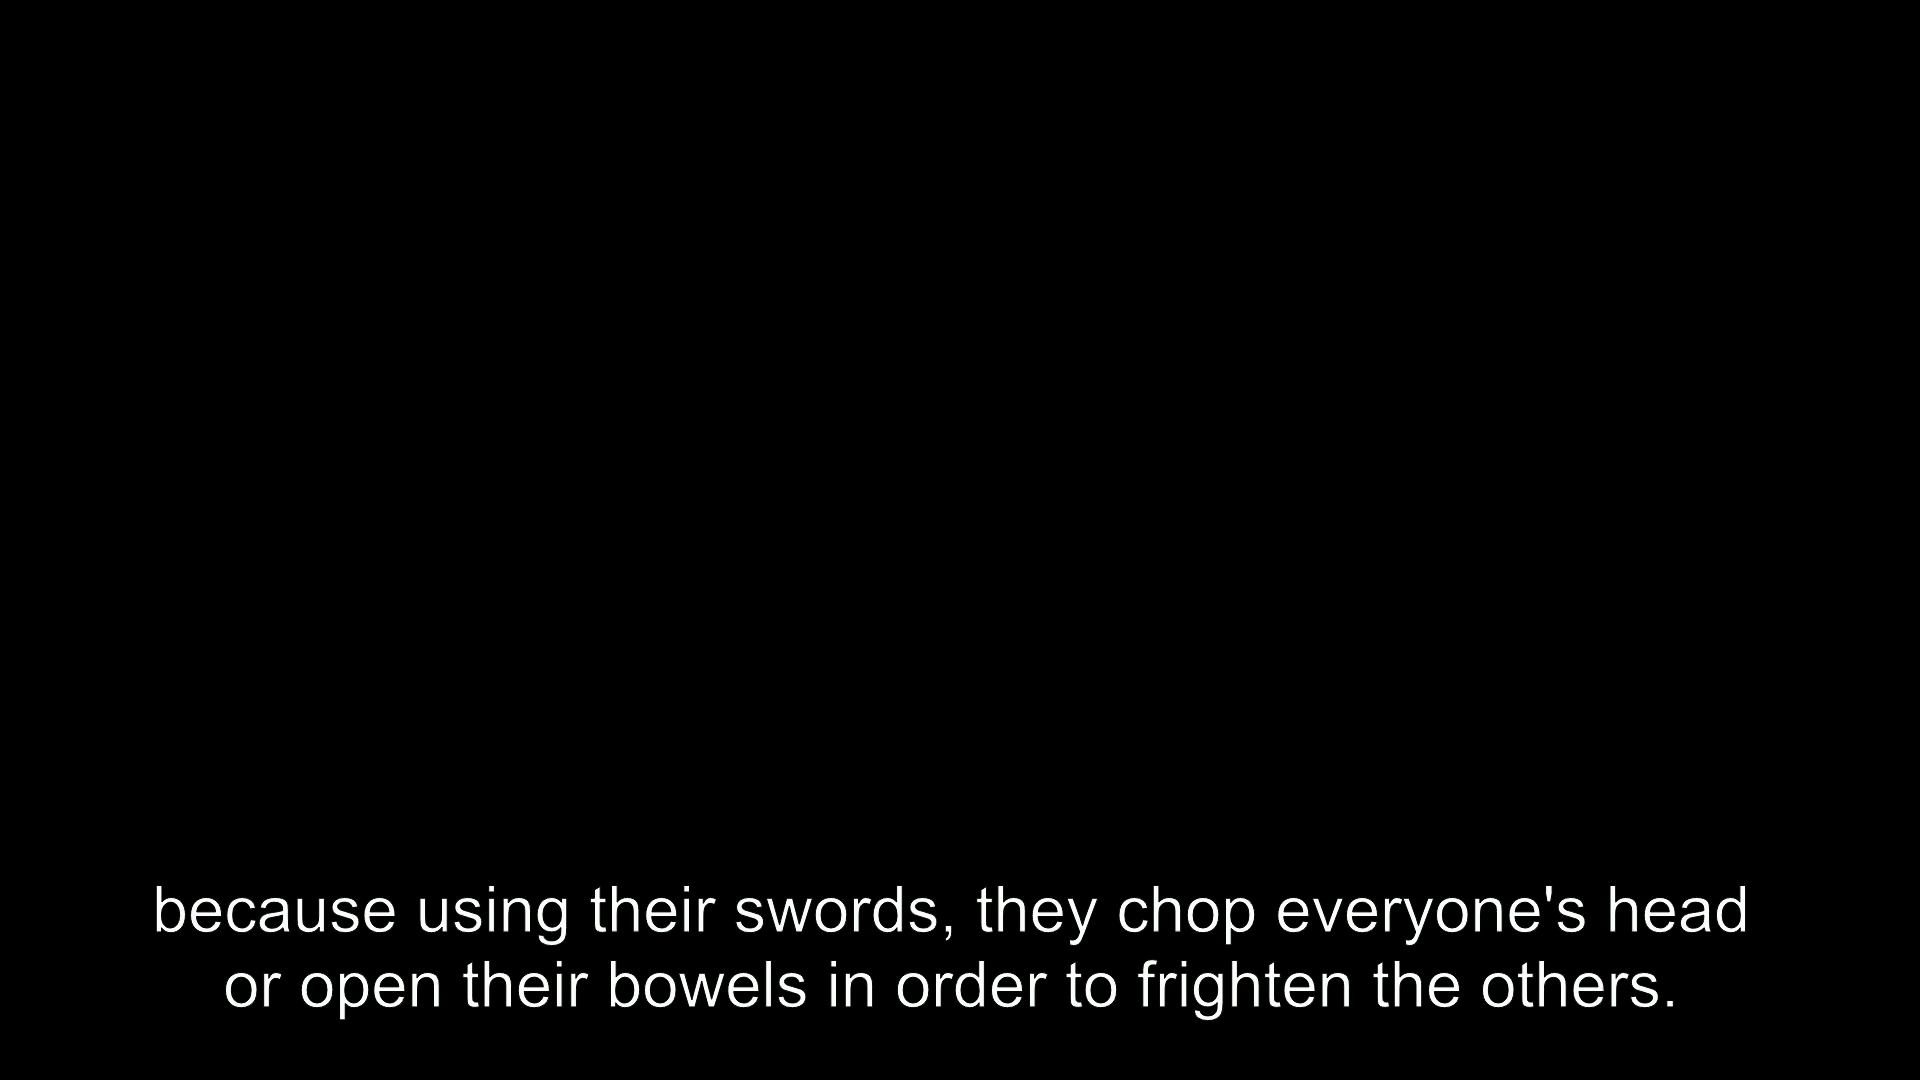 because using their swords, they chop everyone's head
or open their bowels in order to frighten the others.